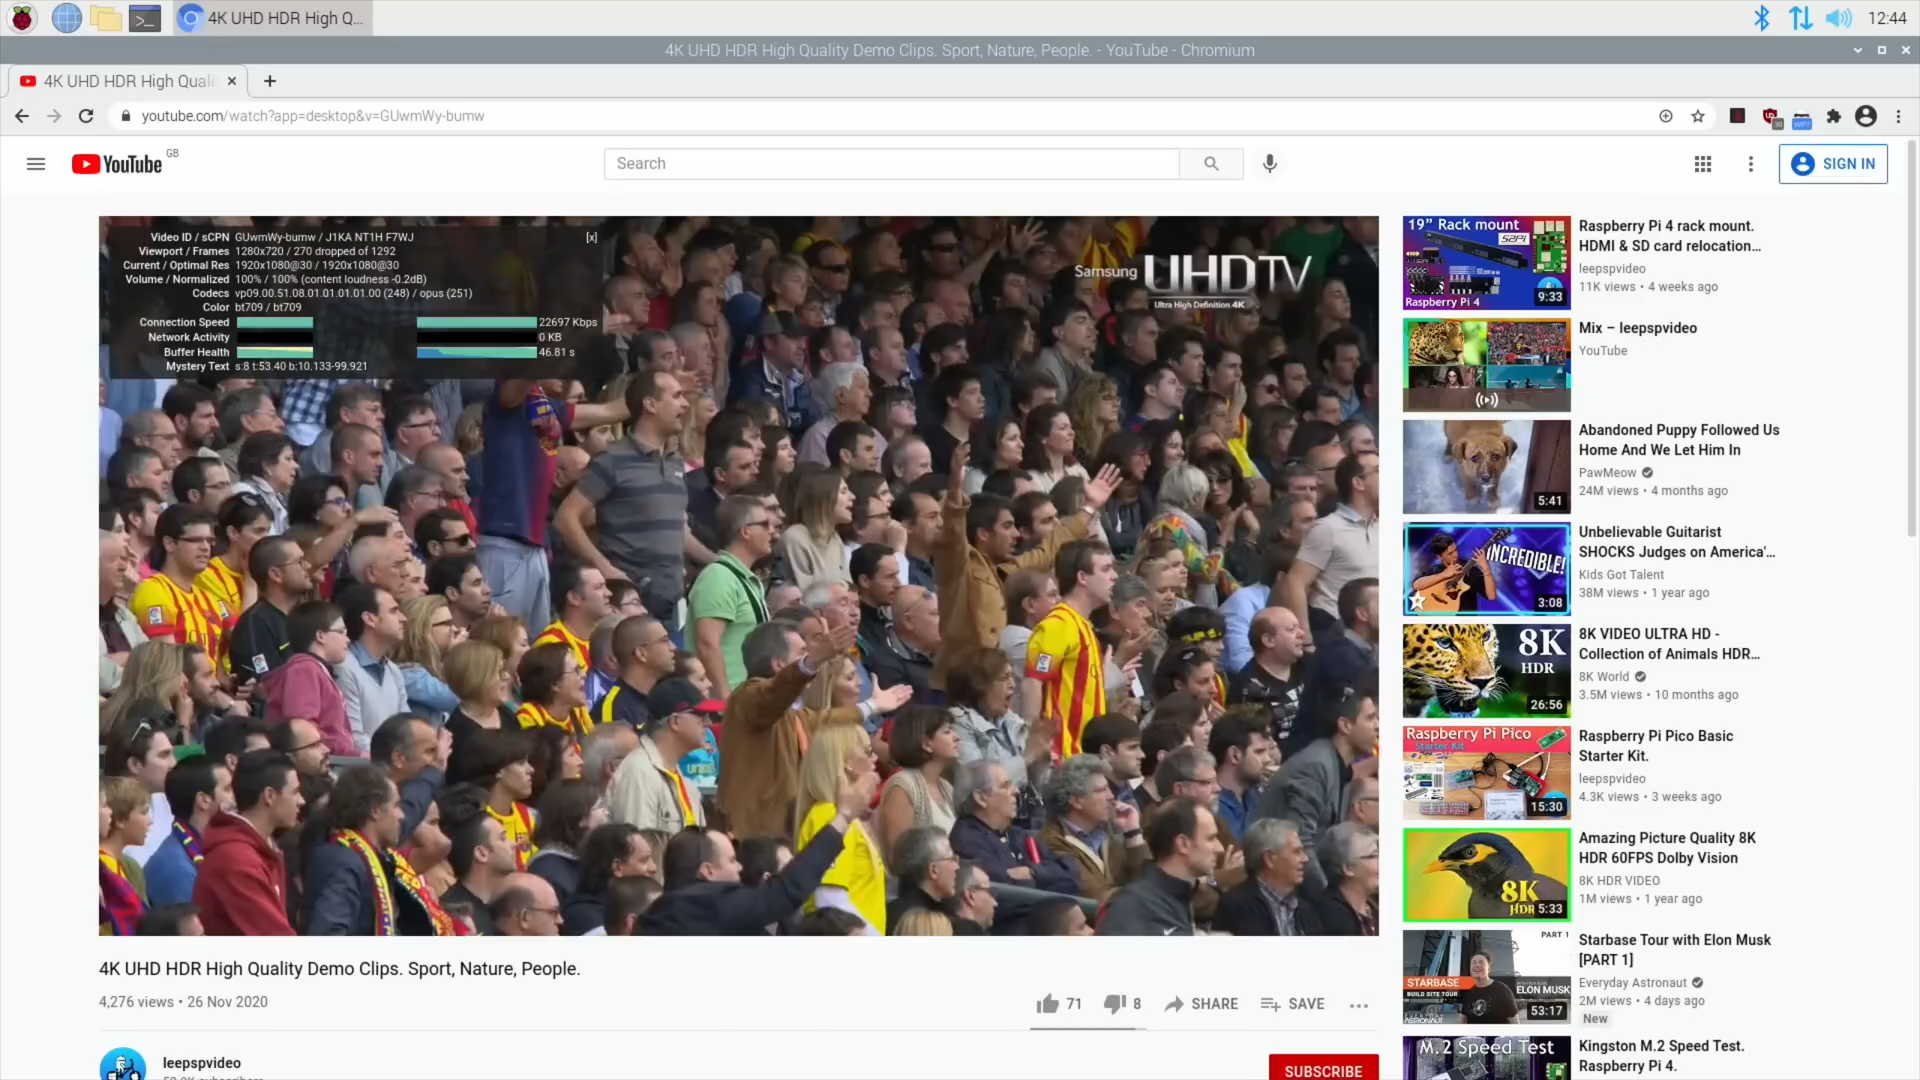 4K UHD HDR High Q...
12:44
4K UHD HDR High Quality Demo Clips. Sport, Nature, People. - YouTube - Chromium
4K UHD HDR High Quali
youtube.com/watch?app=desktop&v=GUwmWy-bumw
YouTube GB
Search
SIGN IN
Video ID / sCPN GUwmWy-bumw / J1KA NT1H F7WJ [x]
Viewport / Frames 1280x720 / 270 dropped of 1292
Current / Optimal Res 1920x1080@30 / 1920x1080@30
Volume / Normalized 100% / 100% (content loudness -0.2dB)
Codecs vp09.00.51.08.01.01.01.01.00 (248) / opus (251)
Color bt709 / bt709
Connection Speed 22697 Kbps
Network Activity 0 KB
Buffer Health 46.81 s
Mystery Text s:8 t:53.40 b:10.133-99.921
Samsung UHDTV
Ultra High Definition 4K
4K UHD HDR High Quality Demo Clips. Sport, Nature, People.
4,276 views • 26 Nov 2020
71 8 SHARE SAVE
leepspvideo
SUBSCRIBE
19” Rack mount
52Pi
Raspberry Pi 4
9:33
Raspberry Pi 4 rack mount.
HDMI & SD card relocation...
leepspvideo
11K views • 4 weeks ago
Mix – leepspvideo
YouTube
5:41
Abandoned Puppy Followed Us
Home And We Let Him In
PawMeow
24M views • 4 months ago
INCREDIBLE!
3:08
Unbelievable Guitarist
SHOCKS Judges on America'...
Kids Got Talent
38M views • 1 year ago
8K
HDR
26:56
8K VIDEO ULTRA HD -
Collection of Animals HDR...
8K World
3.5M views • 10 months ago
Raspberry Pi Pico
Starter Kit
15:30
Raspberry Pi Pico Basic
Starter Kit.
leepspvideo
4.3K views • 3 weeks ago
8K
HDR
5:33
Amazing Picture Quality 8K
HDR 60FPS Dolby Vision
8K HDR VIDEO
1M views • 1 year ago
PART 1
STARBASE
BUILD SITE TOUR
ELON MUSK
EVERYDAY
ASTRONAUT
53:17
Starbase Tour with Elon Musk
[PART 1]
Everyday Astronaut
2M views • 4 days ago
New
M.2 Speed Test
Kingston M.2 Speed Test.
Raspberry Pi 4.